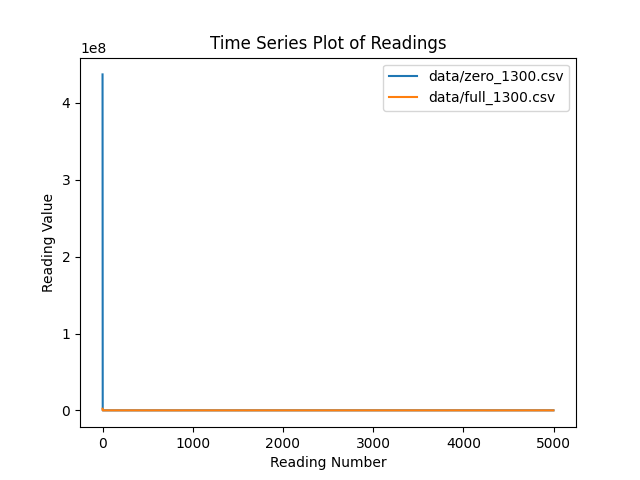 Time Series Plot of Readings
1e8
data/zero_1300.csv
data/full_1300.csv
4
3
2
1
0
Reading Value
0 1000 2000 3000 4000 5000
Reading Number